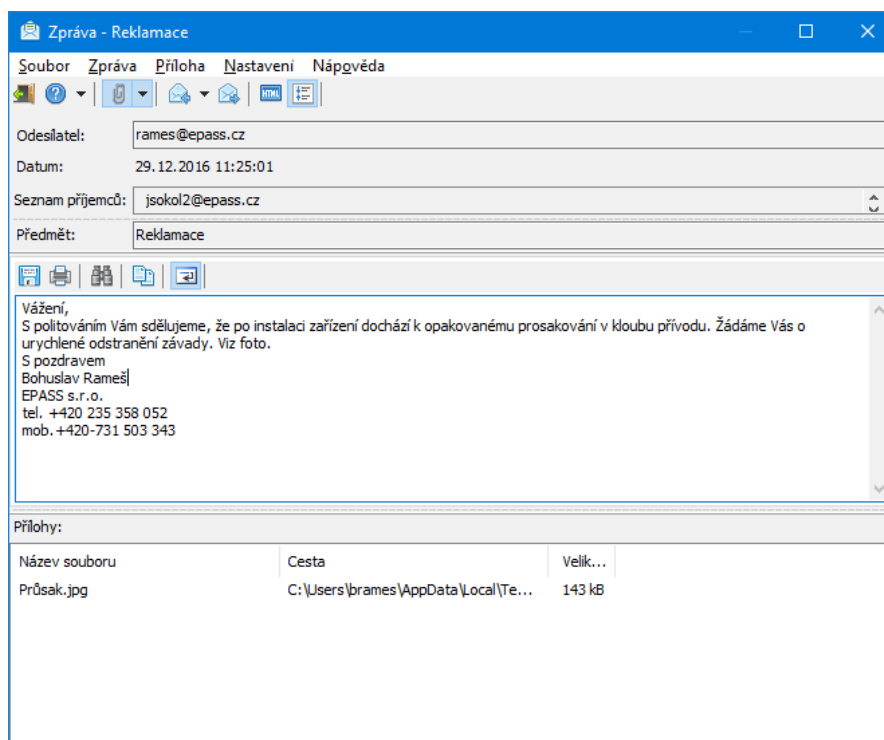 Zpráva - Reklamace
Soubor Zpráva Příloha Nastavení Nápověda
HTML
Odesílatel: rames@epass.cz
Datum: 29.12.2016 11:25:01
Seznam příjemců: jsokol2@epass.cz
Předmět: Reklamace
Vážení,
S politováním Vám sdělujeme, že po instalaci zařízení dochází k opakovanému prosakování v kloubu přívodu. Žádáme Vás o
urychlené odstranění závady. Viz foto.
S pozdravem
Bohuslav Rameš
EPASS s.r.o.
tel. +420 235 358 052
mob. +420-731 503 343
Přílohy:
Název souboru Cesta Velik...
Průsak.jpg C:\Users\brames\AppData\Local\Te... 143 kB